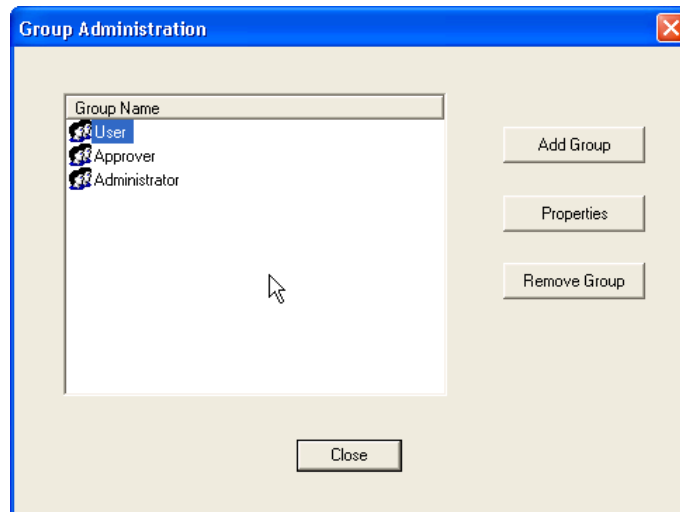 Group Administration
Group Name
User
Approver
Administrator
Add Group
Properties
Remove Group
Close